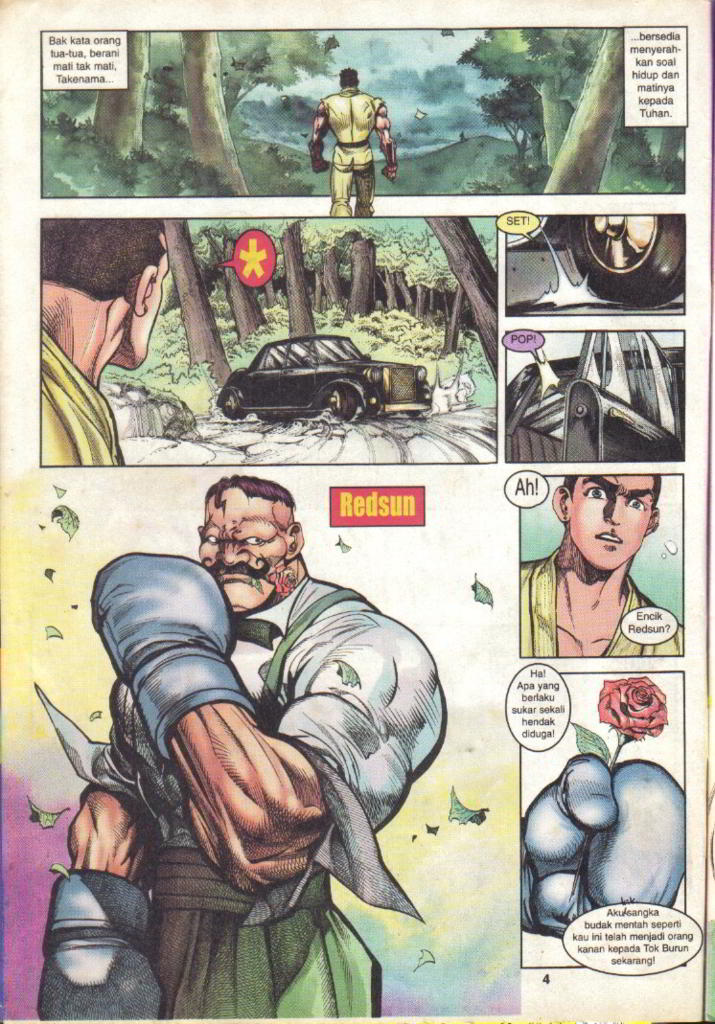 Bak kata orang
tua-tua, berani
mati tak mati,
Takenama...
...bersedia
menyerah-
kan soal
hidup dan
matinya
kepada
Tuhan.
*
SET!
POP!
Redsun
Ah!
Encik
Redsun?
Ha!
Apa yang
berlaku
sukar sekali
hendak
diduga!
Aku sangka
budak mentah seperti
kau ini telah menjadi orang
kanan kepada Tok Burun
sekarang!
4